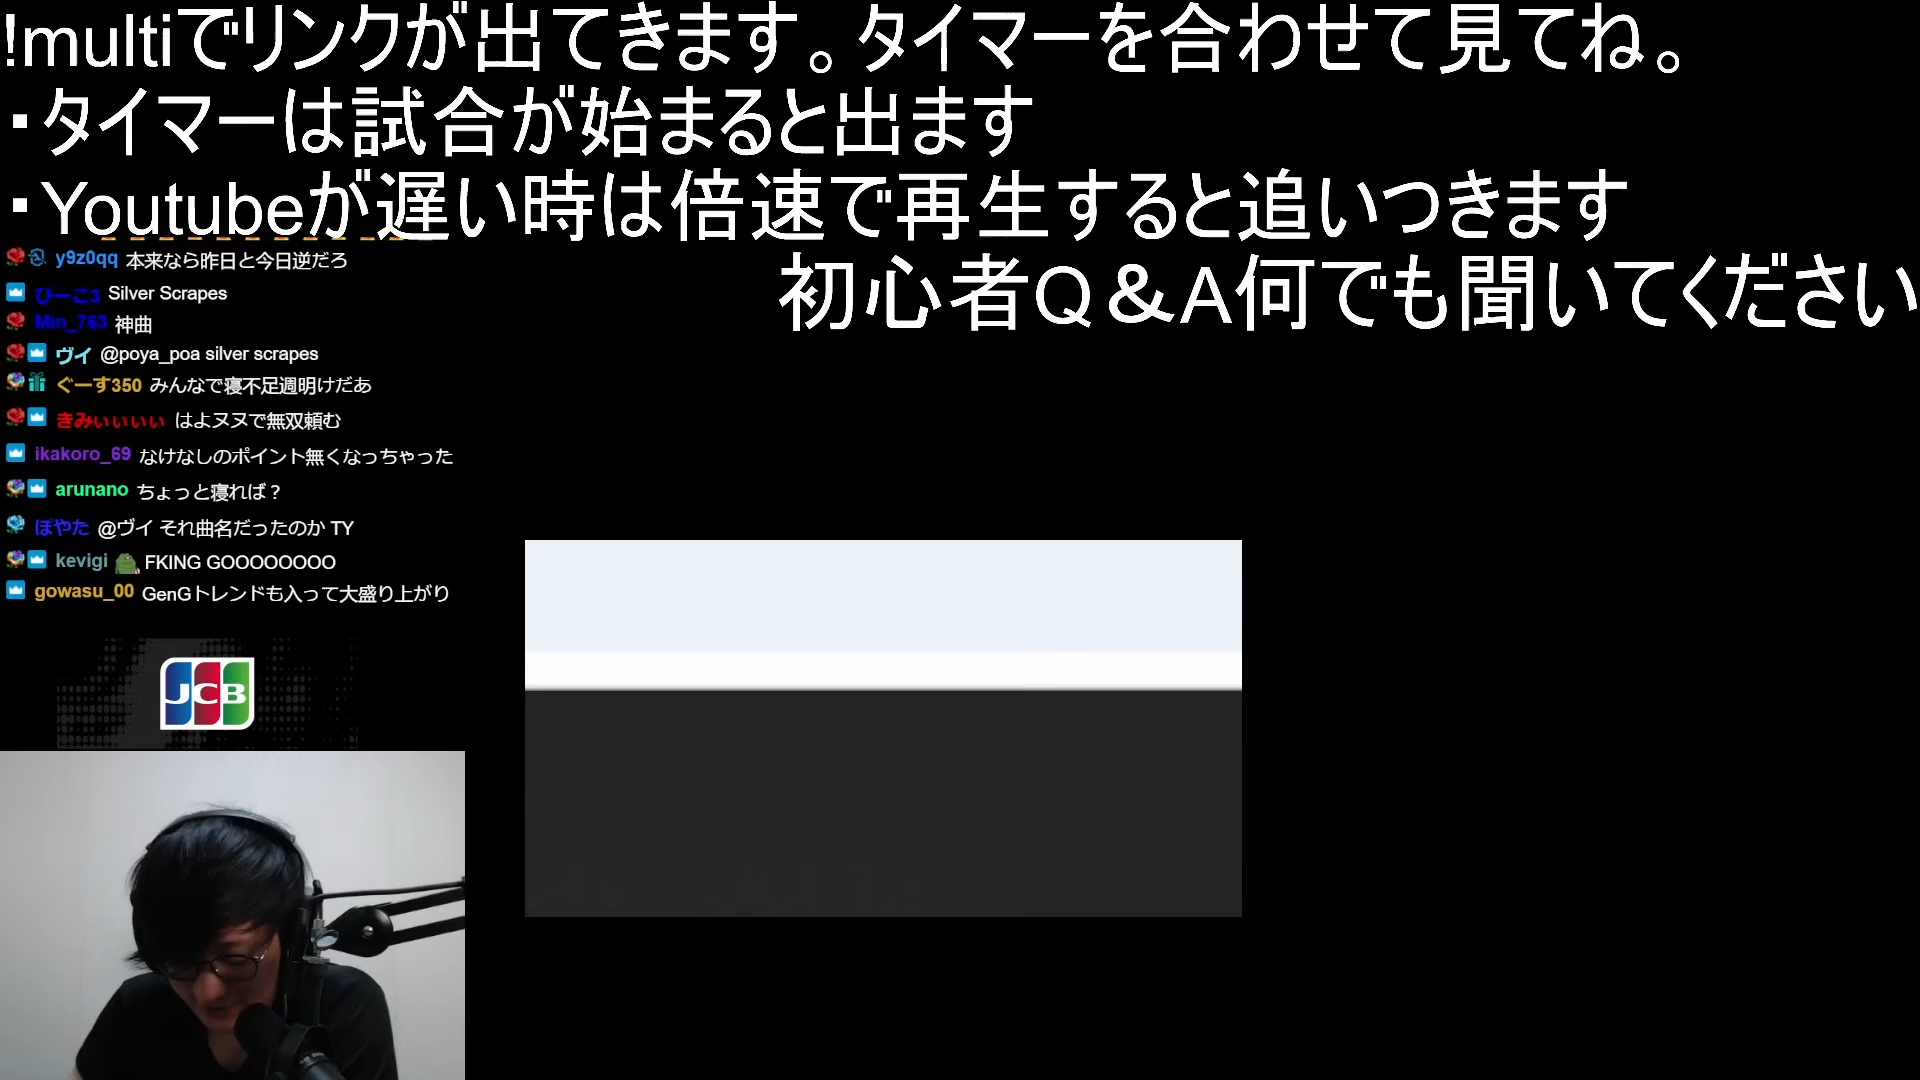 !multiでリンクが出てきます。タイマーを合わせて見てね。
・タイマーは試合が始まると出ます
・Youtubeが遅い時は倍速で再生すると追いつきます
初心者Q＆A何でも聞いてください
y9z0qq 本来なら昨日と今日逆だろ
びーこ3 Silver Scrapes
Min_763 神曲
ヴイ @poya_poa silver scrapes
ぐーす350 みんなで寝不足週明けだあ
きみぃぃぃぃ はよヌヌで無双頼む
ikakoro_69 なけなしのポイント無くなっちゃった
arunano ちょっと寝れば？
ぽやた @ヴイ それ曲名だったのか TY
kevigi FKING GOOOOOOOO
gowasu_00 GenGトレンドも入って大盛り上がり
JCB